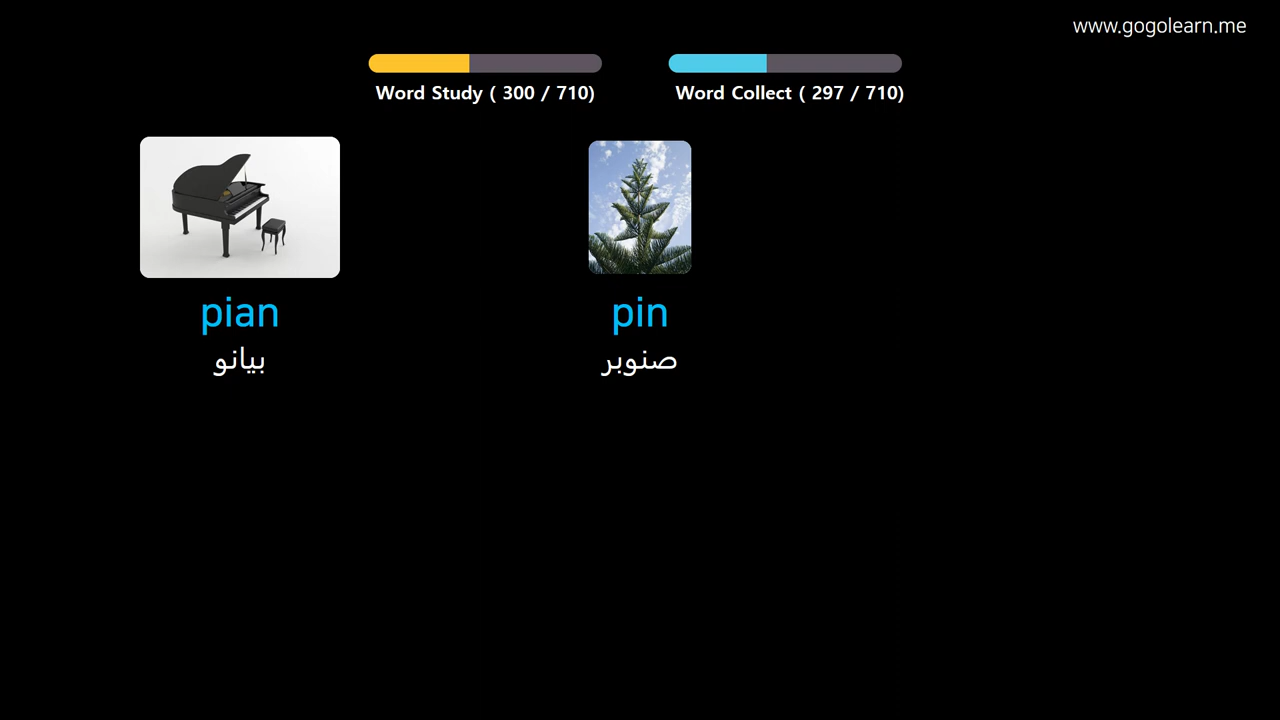 www.gogolearn.me
Word Study ( 300 / 710)
Word Collect ( 297 / 710)
pian
بيانو
pin
صنوبر